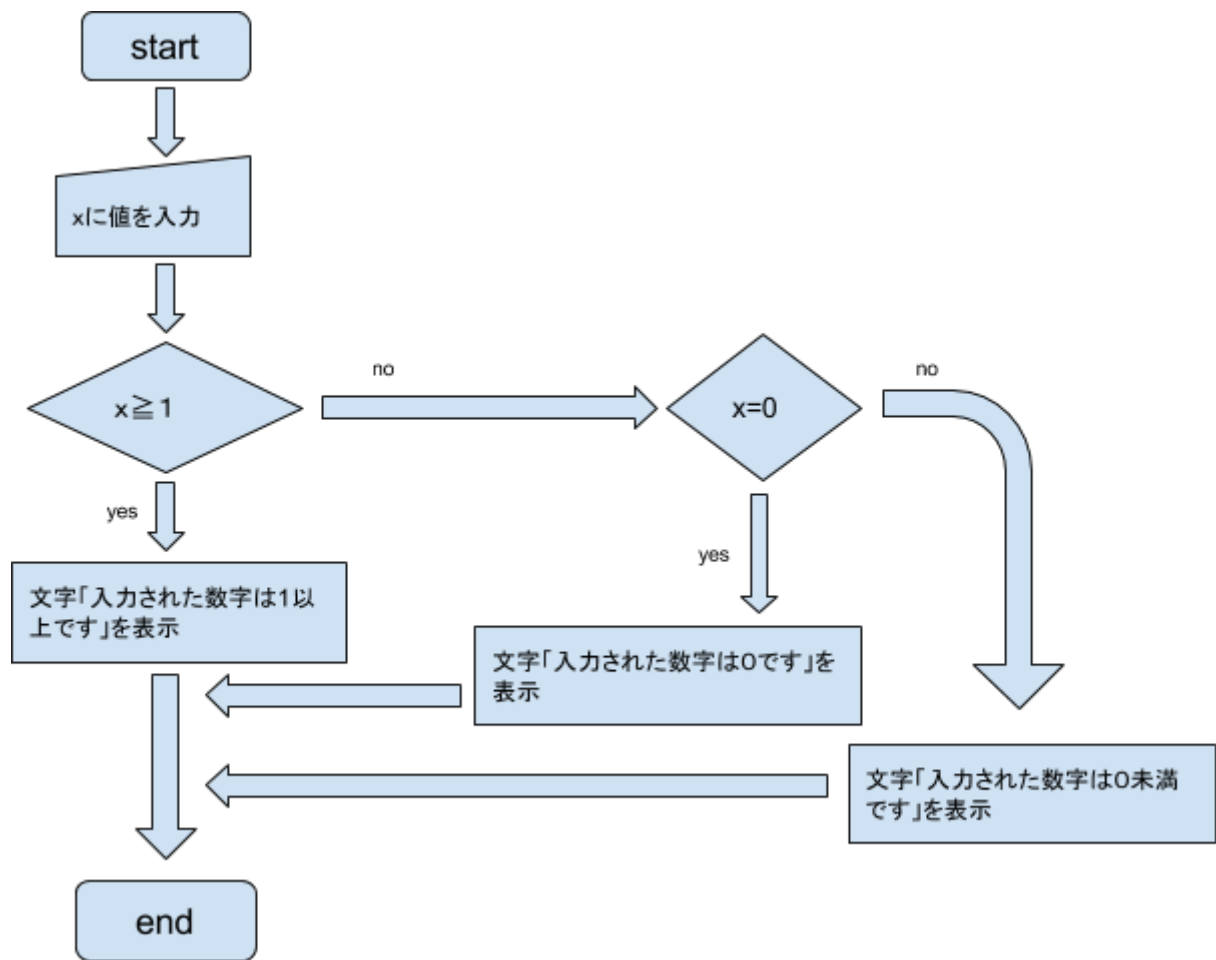 start
xに値を入力
x≧1
no
x=0
no
yes
yes
文字「入力された数字は1以
上です」を表示
文字「入力された数字は0です」を
表示
文字「入力された数字は0未満
です」を表示
end